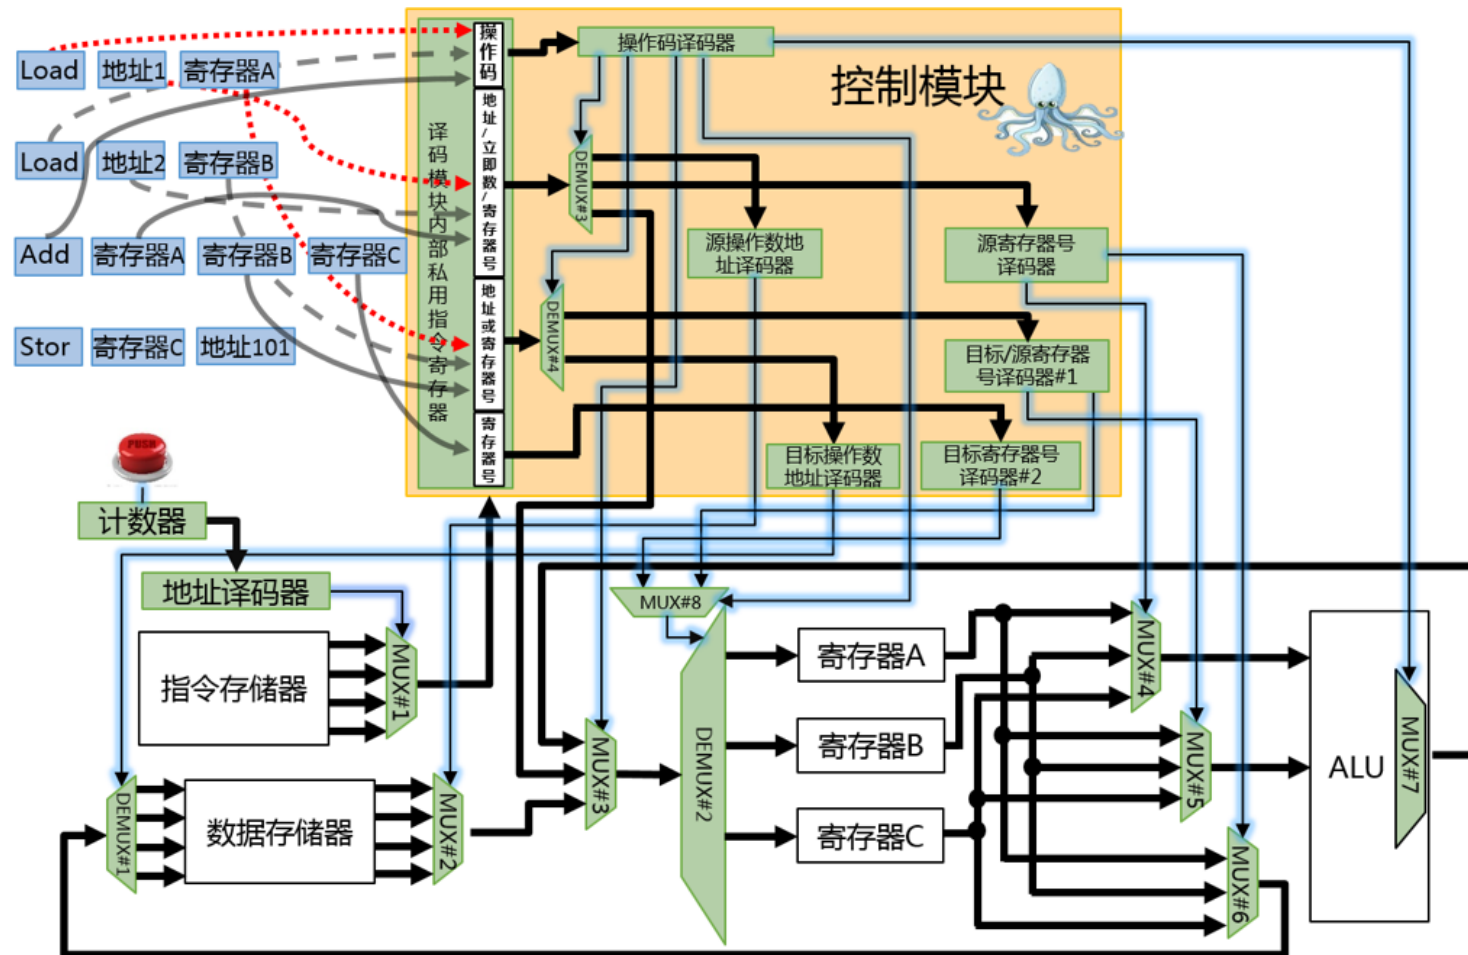 操作码
操作码译码器
控制模块
Load
地址1
寄存器A
Load
地址2
寄存器B
Add
寄存器A
寄存器B
寄存器C
Stor
寄存器C
地址101
译码模块内部私用指令寄存器
地址/立即数/寄存器号
地址或寄存器号
寄存器号
DEMUX#3
DEMUX#4
源操作数地
址译码器
源寄存器号
译码器
目标/源寄存器
号译码器#1
目标操作数
地址译码器
目标寄存器号
译码器#2
PUSH
计数器
地址译码器
指令存储器
MUX#1
DEMUX#1
数据存储器
MUX#2
MUX#3
MUX#8
DEMUX#2
寄存器A
寄存器B
寄存器C
MUX#4
MUX#5
MUX#6
ALU
MUX#7